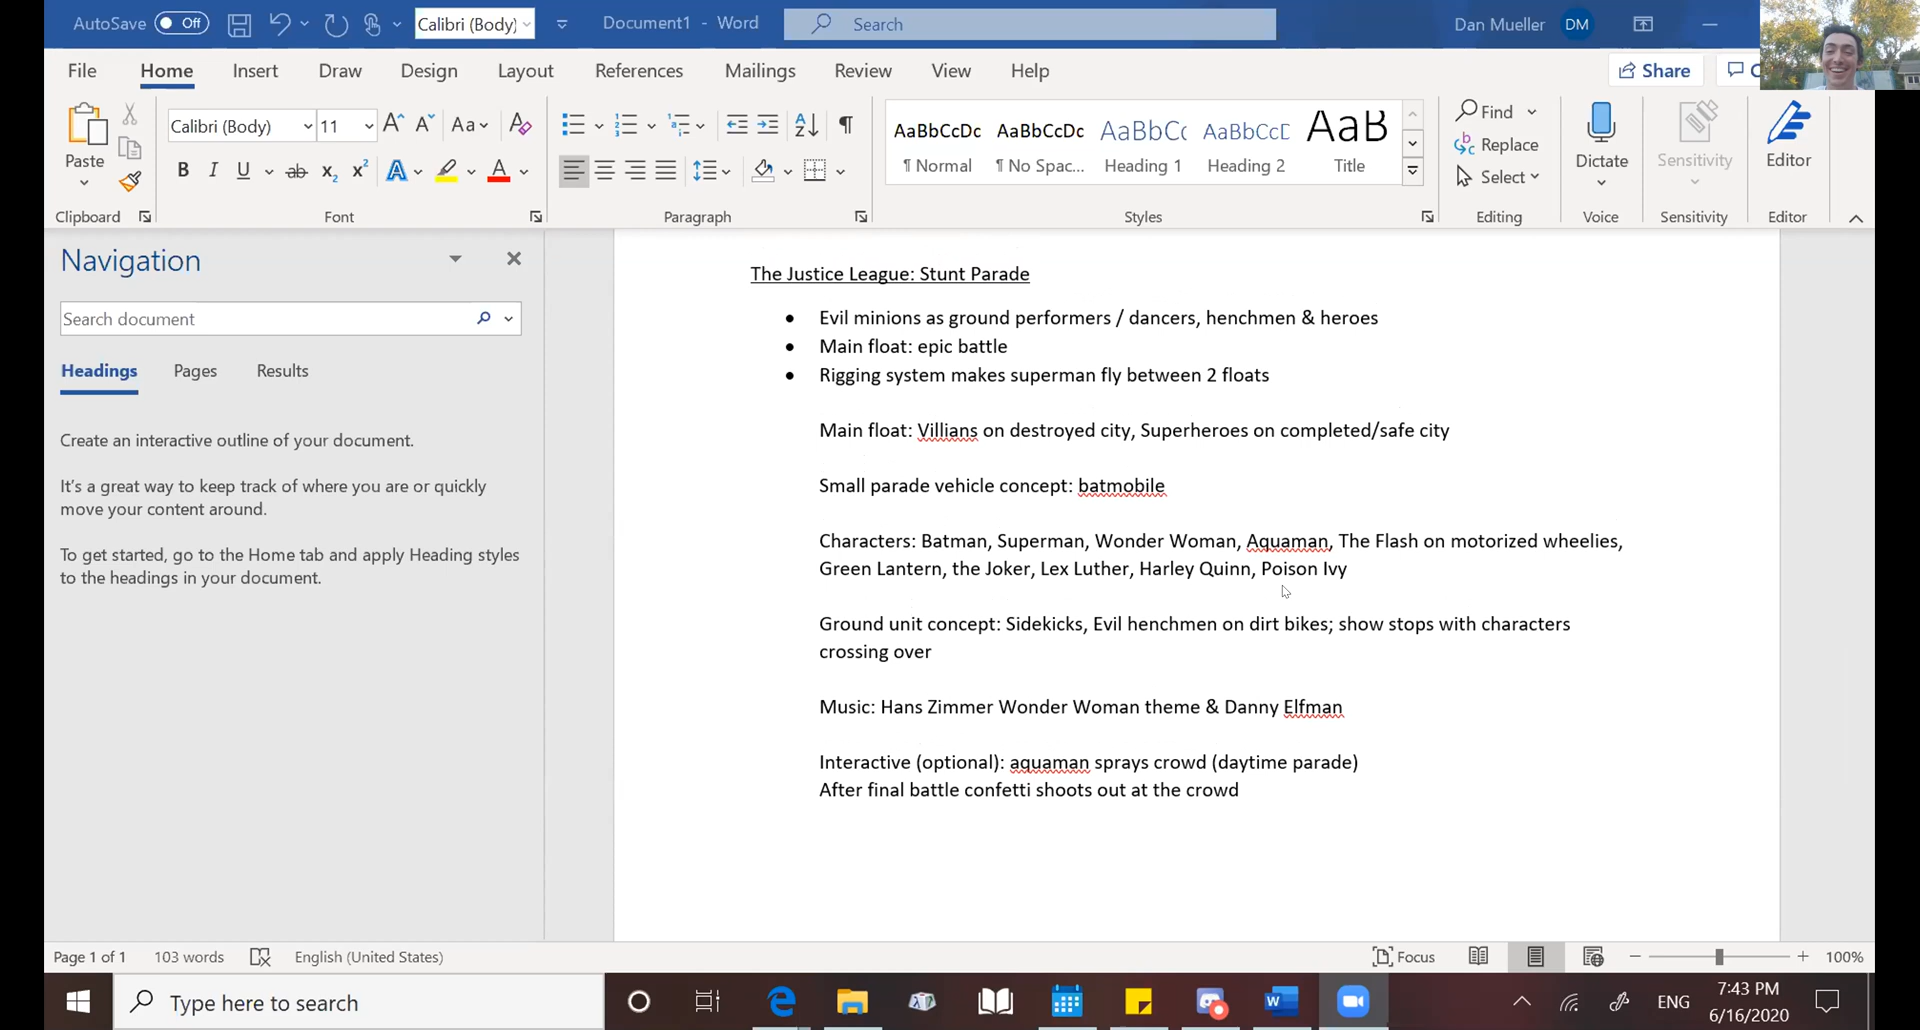 AutoSave Off Calibri (Body) Document1 - Word Search Dan Mueller DM
File Home Insert Draw Design Layout References Mailings Review View Help Share
Paste Calibri (Body) 11 Aa AaBbCcDc AaBbCcDc AaBbCc AaBbCcE AaB Find
Replace
Select
¶ Normal ¶ No Spac... Heading 1 Heading 2 Title Dictate Sensitivity Editor
B I U ab x₂ x² A A
Clipboard Font Paragraph Styles Editing Voice Sensitivity Editor
Navigation
Search document
Headings Pages Results
Create an interactive outline of your document.
It's a great way to keep track of where you are or quickly
move your content around.
To get started, go to the Home tab and apply Heading styles
to the headings in your document.
The Justice League: Stunt Parade
• Evil minions as ground performers / dancers, henchmen & heroes
• Main float: epic battle
• Rigging system makes superman fly between 2 floats
Main float: Villians on destroyed city, Superheroes on completed/safe city
Small parade vehicle concept: batmobile
Characters: Batman, Superman, Wonder Woman, Aquaman, The Flash on motorized wheelies,
Green Lantern, the Joker, Lex Luther, Harley Quinn, Poison Ivy
Ground unit concept: Sidekicks, Evil henchmen on dirt bikes; show stops with characters
crossing over
Music: Hans Zimmer Wonder Woman theme & Danny Elfman
Interactive (optional): aquaman sprays crowd (daytime parade)
After final battle confetti shoots out at the crowd
Page 1 of 1 103 words English (United States) Focus 100%
Type here to search ENG 7:43 PM
6/16/2020